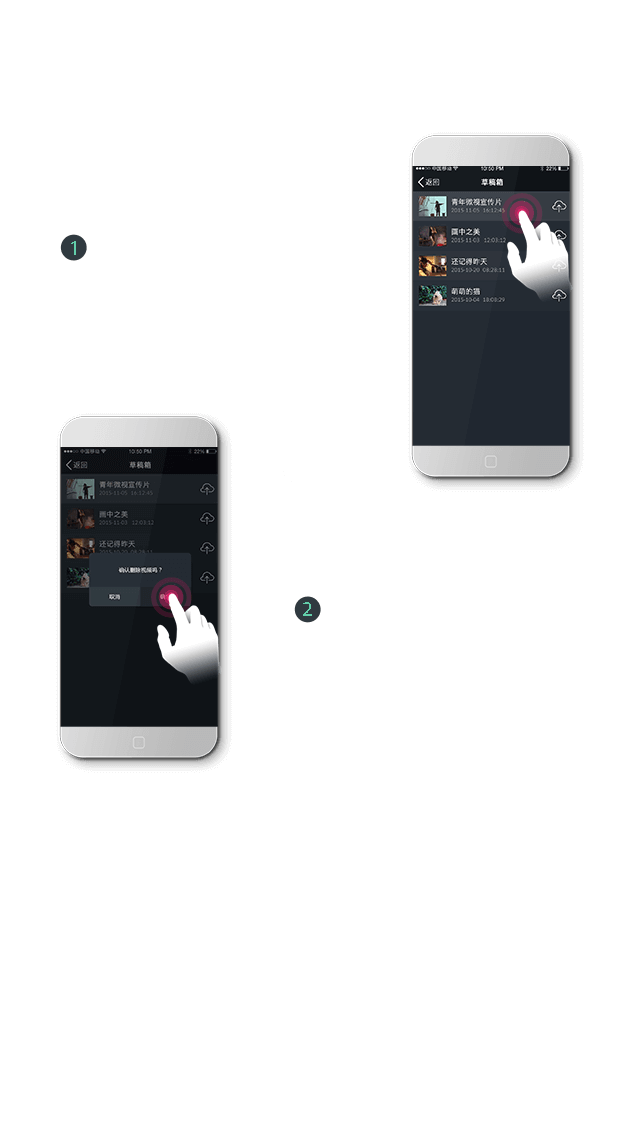 中国移动 10:50 PM 22%
返回 草稿箱
青年微视宣传片
2015-11-05 16:12:45
画中之美
2015-11-03 12:03:12
还记得昨天
2015-10-20 08:28:11
萌萌的猫
2015-10-04 18:09:29
1
中国移动 10:50 PM 22%
返回 草稿箱
青年微视宣传片
2015-11-05 16:12:45
画中之美
2015-11-03 12:03:12
还记得昨天
2015-10-20 08:28:11
确认删除视频吗？
取消
2